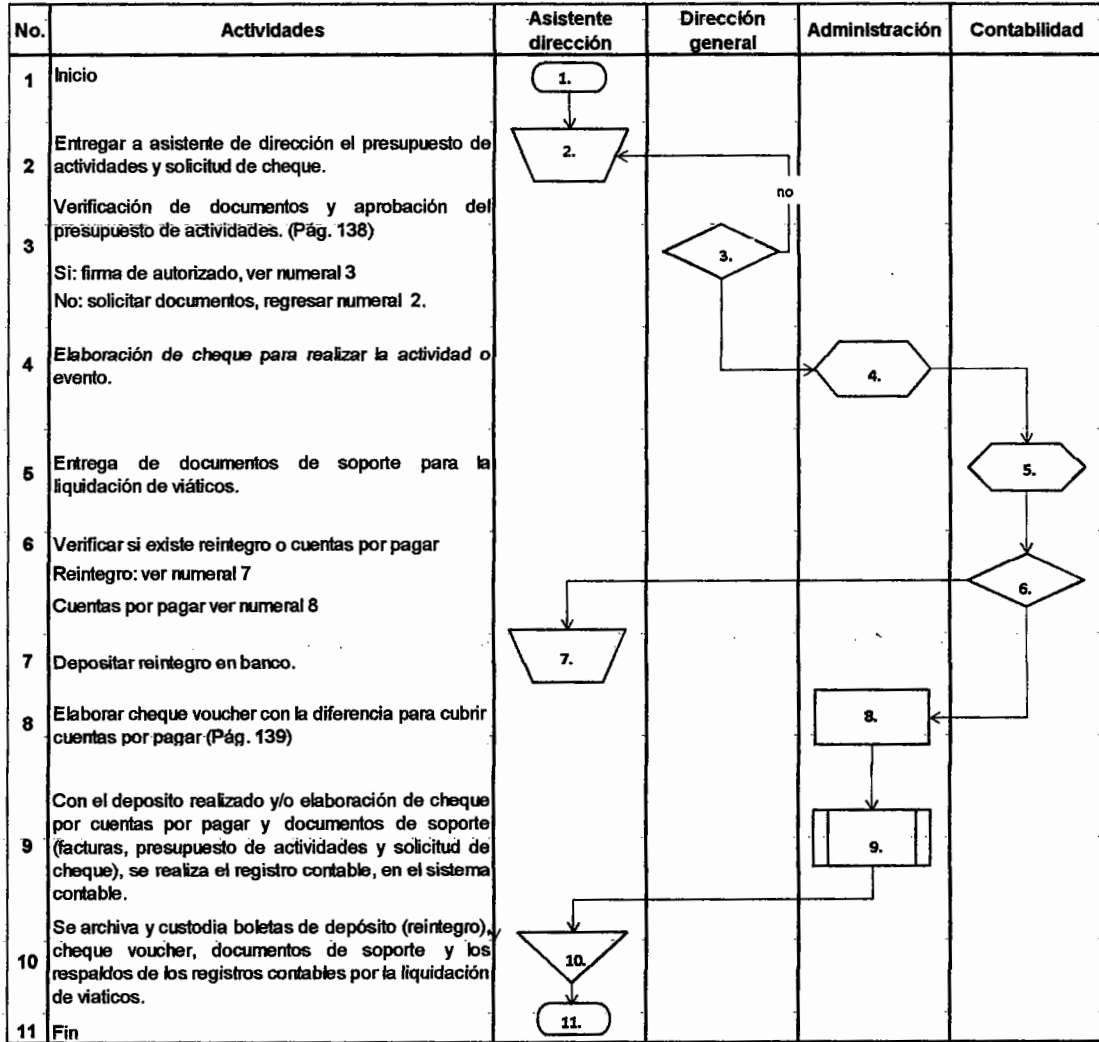 No.
Actividades
Asistente
dirección
Dirección
general
Administración
Contabilidad
1
Inicio
1.
2
Entregar a asistente de dirección el presupuesto de
actividades y solicitud de cheque.
2.
no
3
Verificación de documentos y aprobación del
presupuesto de actividades. (Pág. 138)
Si: firma de autorizado, ver numeral 3
No: solicitar documentos, regresar numeral 2.
3.
4
Elaboración de cheque para realizar la actividad o
evento.
4.
5
Entrega de documentos de soporte para la
liquidación de viáticos.
5.
6
Verificar si existe reintegro o cuentas por pagar
Reintegro: ver numeral 7
Cuentas por pagar ver numeral 8
6.
7
Depositar reintegro en banco.
7.
8
Elaborar cheque voucher con la diferencia para cubrir
cuentas por pagar (Pág. 139)
8.
9
Con el deposito realizado y/o elaboración de cheque
por cuentas por pagar y documentos de soporte
(facturas, presupuesto de actividades y solicitud de
cheque), se realiza el registro contable, en el sistema
contable.
9.
10
Se archiva y custodia boletas de depósito (reintegro),
cheque voucher, documentos de soporte y los
respaldos de los registros contables por la liquidación
de viaticos.
10.
11
Fin
11.